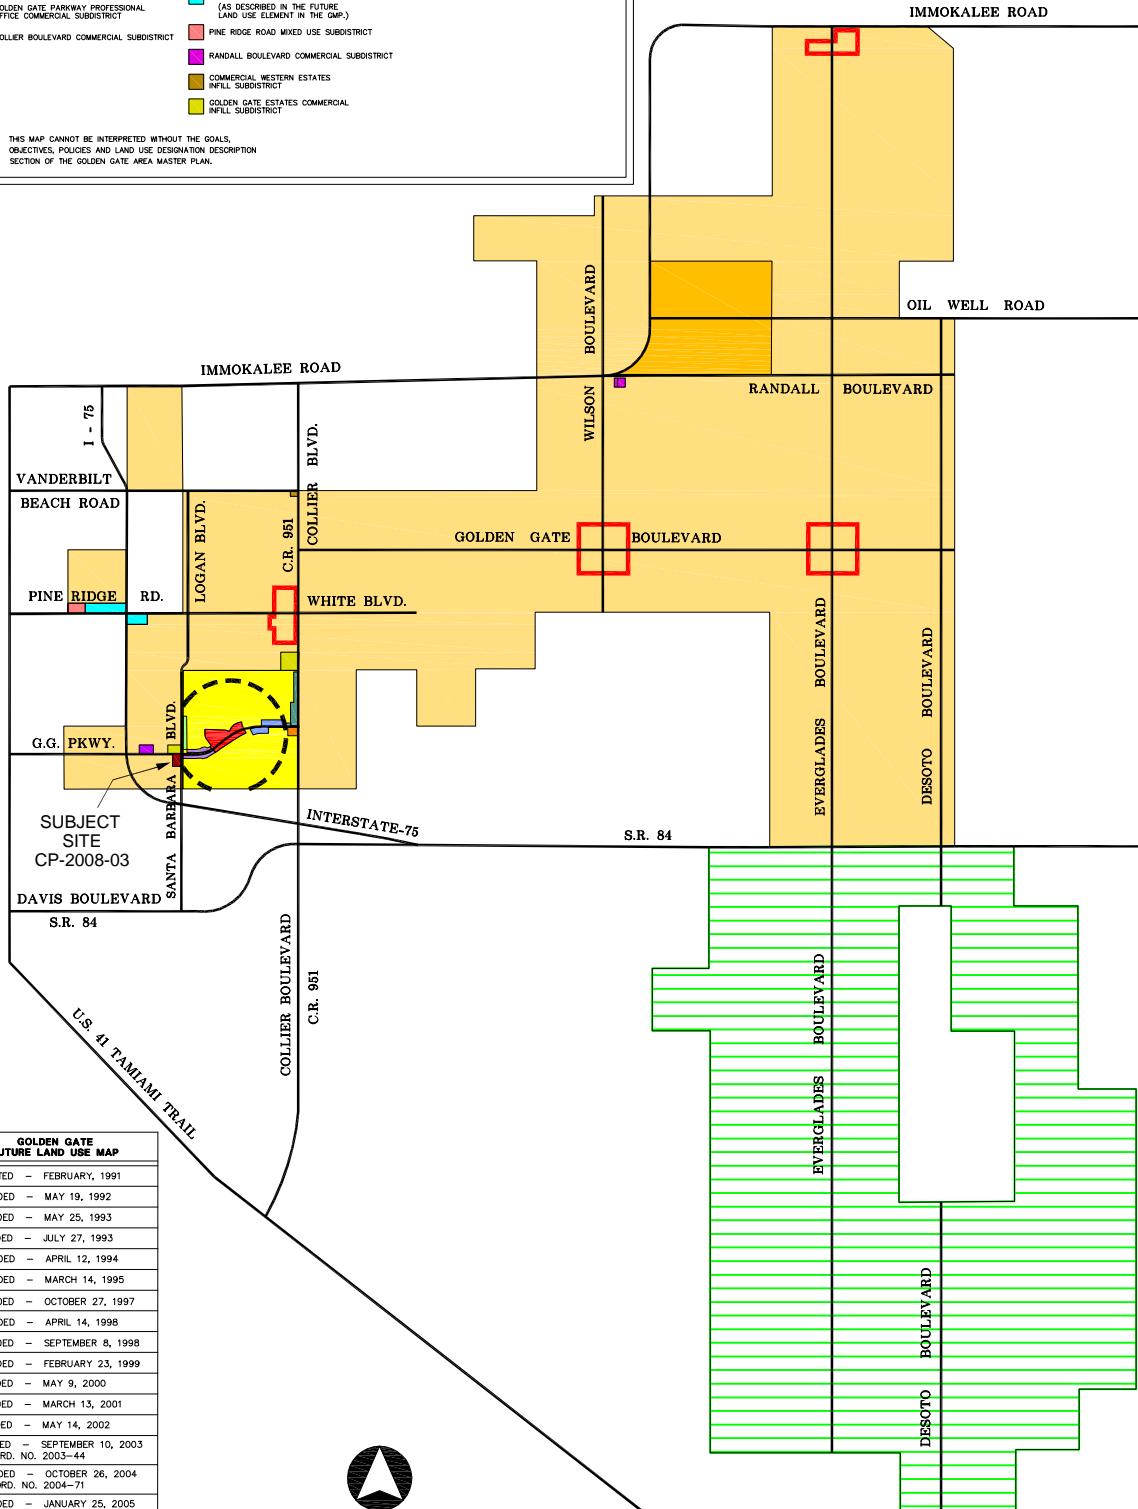 OLDEN GATE PARKWAY PROFESSIONAL
FFICE COMMERCIAL SUBDISTRICT
OLLIER BOULEVARD COMMERCIAL SUBDISTRICT
(AS DESCRIBED IN THE FUTURE
LAND USE ELEMENT IN THE GMP.)
PINE RIDGE ROAD MIXED USE SUBDISTRICT
RANDALL BOULEVARD COMMERCIAL SUBDISTRICT
COMMERCIAL WESTERN ESTATES
INFILL SUBDISTRICT
GOLDEN GATE ESTATES COMMERCIAL
INFILL SUBDISTRICT
THIS MAP CANNOT BE INTERPRETED WITHOUT THE GOALS,
OBJECTIVES, POLICIES AND LAND USE DESIGNATION DESCRIPTION
SECTION OF THE GOLDEN GATE AREA MASTER PLAN.
IMMOKALEE ROAD
OIL WELL ROAD
WILSON BOULEVARD
RANDALL BOULEVARD
IMMOKALEE ROAD
I - 75
COLLIER BLVD.
C.R. 951
VANDERBILT
BEACH ROAD
LOGAN BLVD.
GOLDEN GATE BOULEVARD
PINE RIDGE RD.
WHITE BLVD.
EVERGLADES BOULEVARD
DESOTO BOULEVARD
G.G. PKWY.
SANTA BARBARA BLVD.
SUBJECT
SITE
CP-2008-03
INTERSTATE-75
S.R. 84
DAVIS BOULEVARD
S.R. 84
COLLIER BOULEVARD
C.R. 951
EVERGLADES BOULEVARD
U.S. 41 TAMIAMI TRAIL
DESOTO BOULEVARD
GOLDEN GATE
UTURE LAND USE MAP
TED - FEBRUARY, 1991
DED - MAY 19, 1992
DED - MAY 25, 1993
DED - JULY 27, 1993
DED - APRIL 12, 1994
DED - MARCH 14, 1995
DED - OCTOBER 27, 1997
DED - APRIL 14, 1998
DED - SEPTEMBER 8, 1998
DED - FEBRUARY 23, 1999
DED - MAY 9, 2000
DED - MARCH 13, 2001
DED - MAY 14, 2002
ED - SEPTEMBER 10, 2003
RD. NO. 2003-44
DED - OCTOBER 26, 2004
ORD. NO. 2004-71
DED - JANUARY 25, 2005